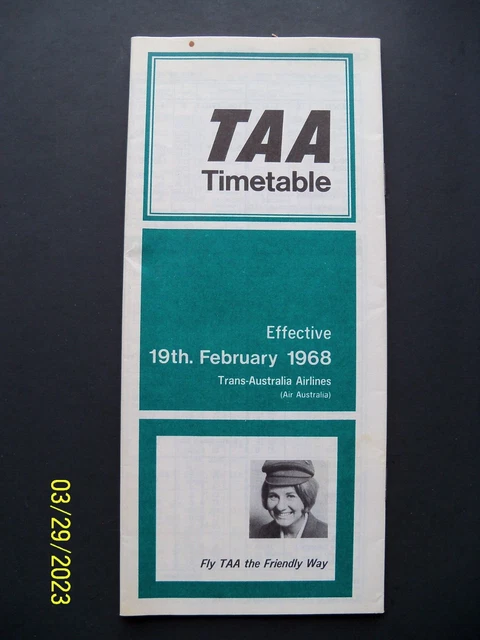 TAA
Timetable
Effective
19th. February 1968
Trans-Australia Airlines
(Air Australia)
Fly TAA the Friendly Way
03/29/2023